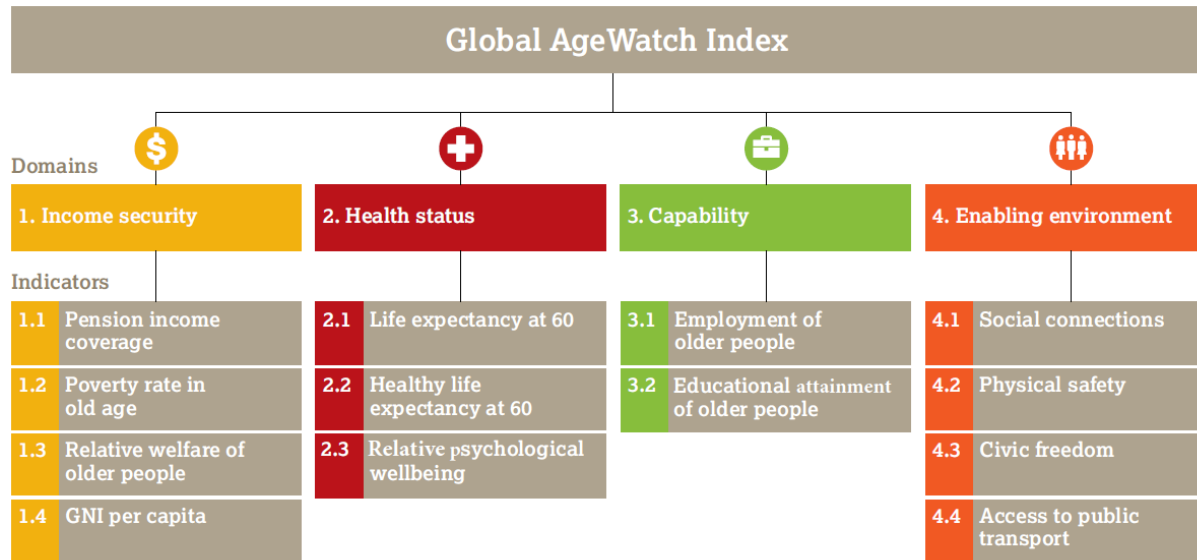 Global AgeWatch Index
$
Domains
1. Income security
2. Health status
3. Capability
4. Enabling environment
Indicators
1.1 Pension income
coverage
1.2 Poverty rate in
old age
1.3 Relative welfare of
older people
1.4 GNI per capita
2.1 Life expectancy at 60
2.2 Healthy life
expectancy at 60
2.3 Relative psychological
wellbeing
3.1 Employment of
older people
3.2 Educational attainment
of older people
4.1 Social connections
4.2 Physical safety
4.3 Civic freedom
4.4 Access to public
transport